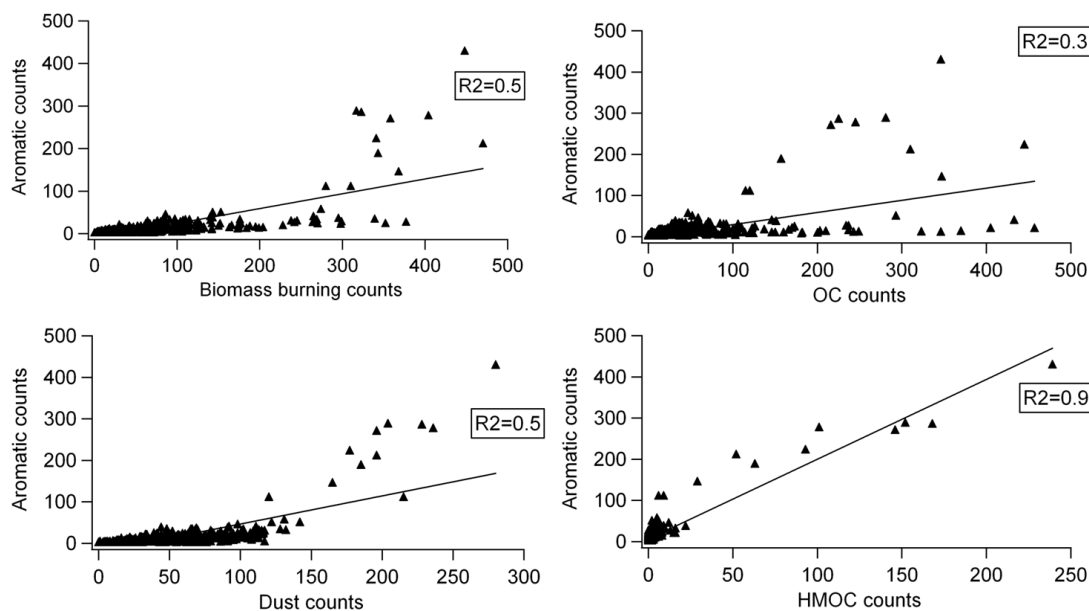 500
400
300
200
100
0
Aromatic counts
R2=0.5
0 100 200 300 400 500
Biomass burning counts
500
400
300
200
100
0
Aromatic counts
R2=0.3
0 100 200 300 400 500
OC counts
500
400
300
200
100
0
Aromatic counts
R2=0.5
0 50 100 150 200 250 300
Dust counts
500
400
300
200
100
0
Aromatic counts
R2=0.9
0 50 100 150 200 250
HMOC counts